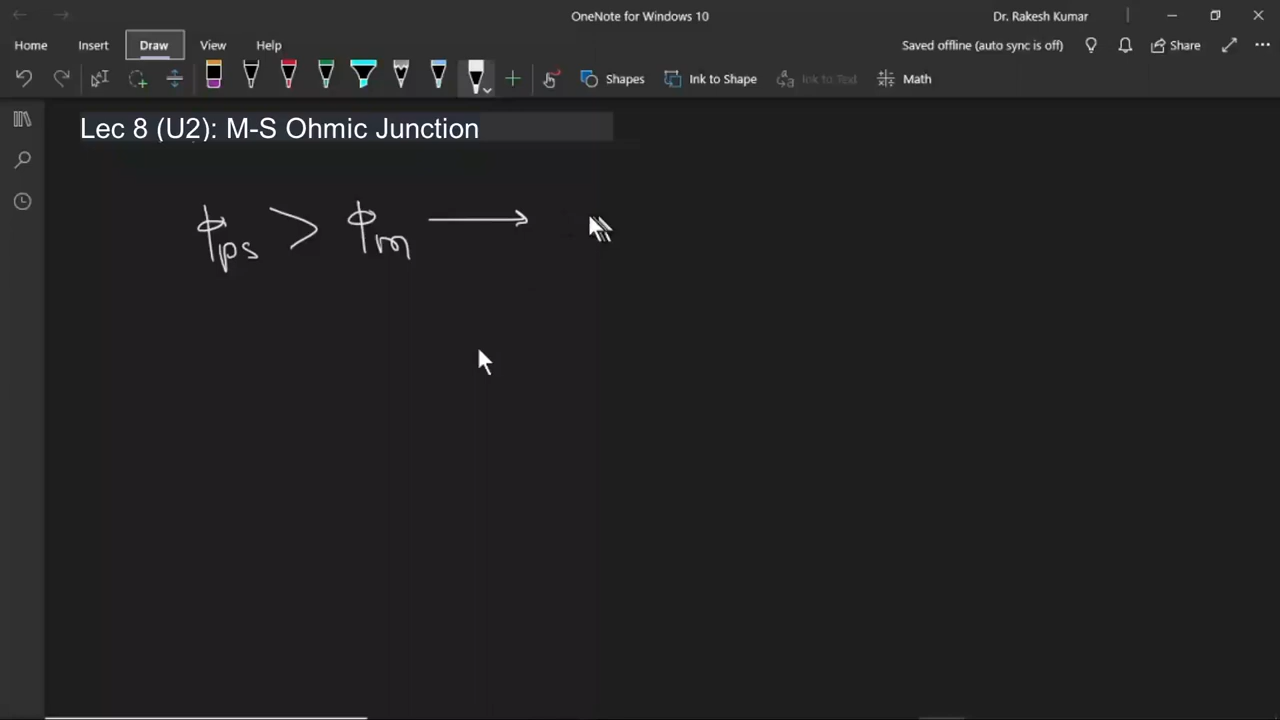 OneNote for Windows 10 Dr. Rakesh Kumar
Home Insert Draw View Help Saved offline (auto sync is off) Share
Shapes Ink to Shape Ink to Text Math
Lec 8 (U2): M-S Ohmic Junction
ϕps > ϕm →